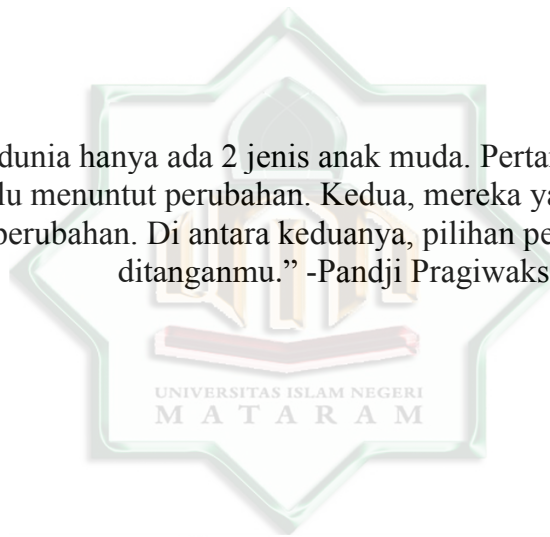 dunia hanya ada 2 jenis anak muda.
menuntut perubahan. Kedua, mereka
perubahan. Di antara keduanya, pilihan
ditanganmu.” -Pandji
UNIVERSITAS ISLAM NEGERI
MATARAM